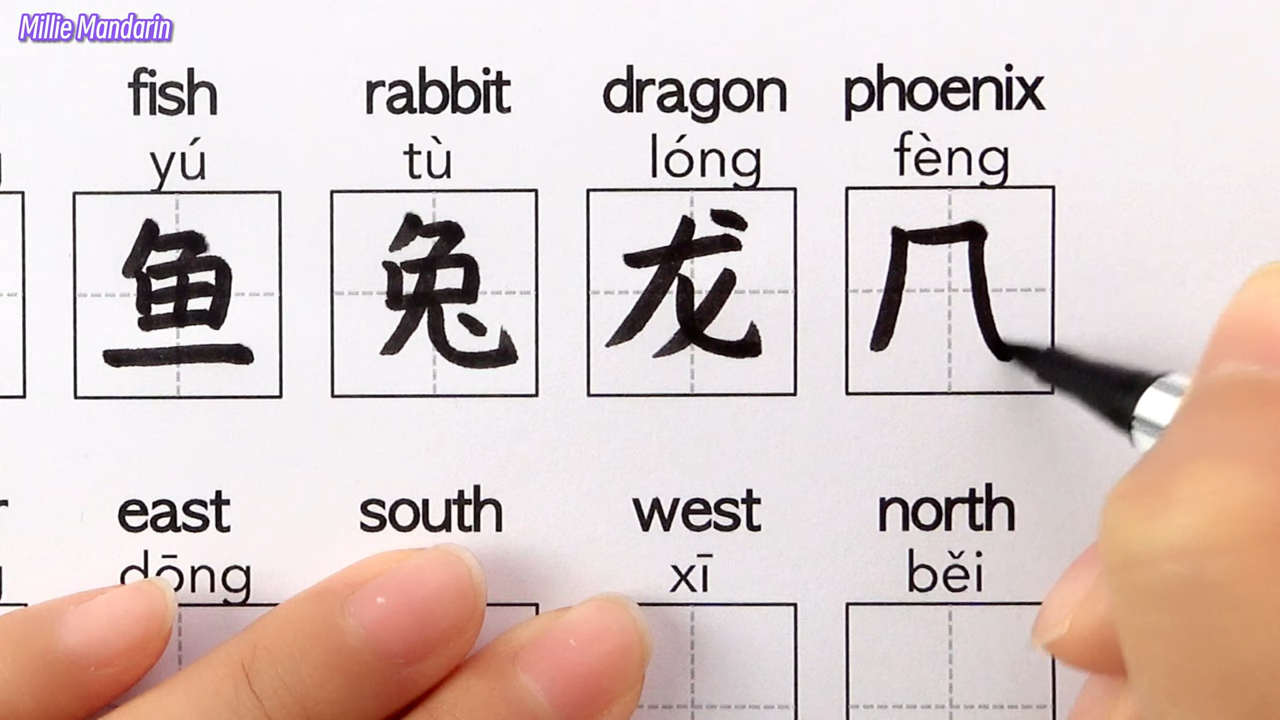 Millie Mandarin
fish rabbit dragon phoenix
yú tù lóng fèng
鱼 兔 龙
east south west north
dōng xī běi